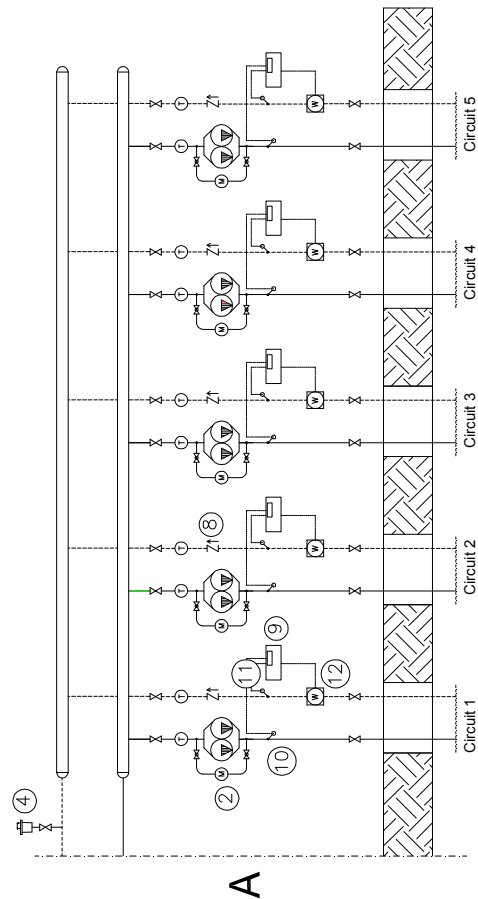 4
T T T T T T T T T T
M M M M M
8
2
11
9
10
12
W W W W W
Circuit 1
Circuit 2
Circuit 3
Circuit 4
Circuit 5
A